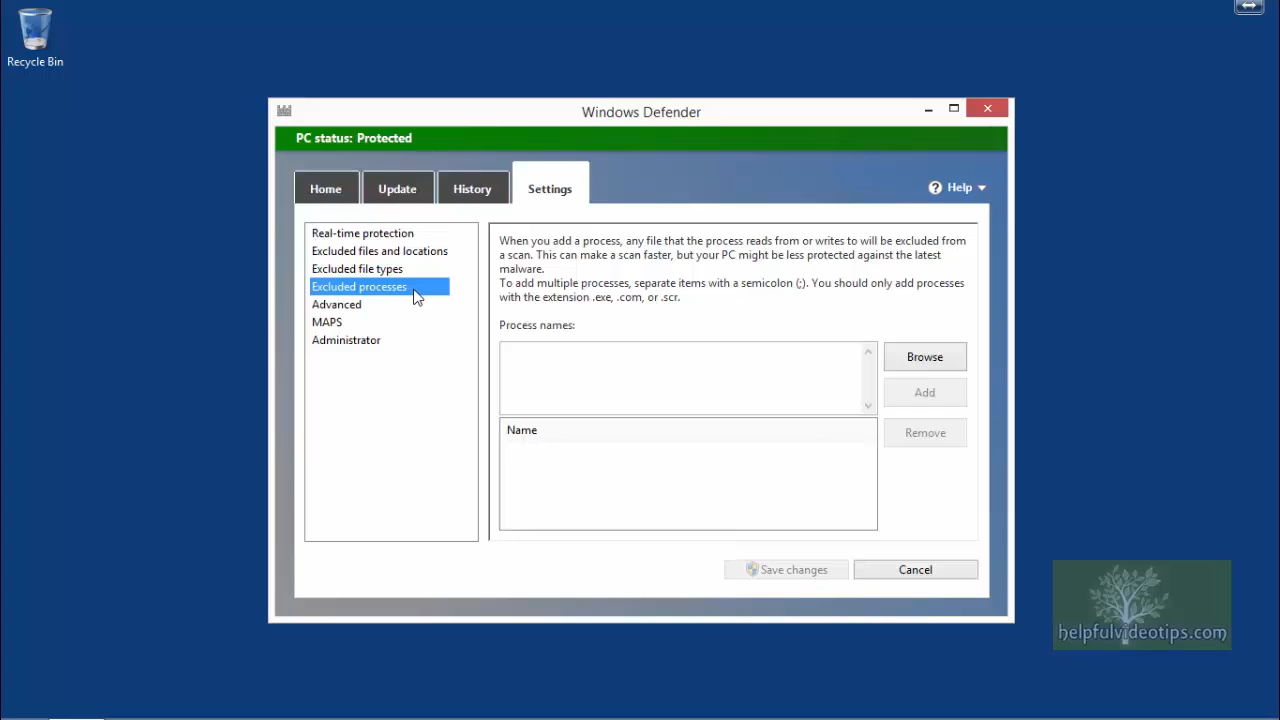 Recycle Bin
Windows Defender
PC status: Protected
Home
Update
History
Settings
Help
Real-time protection
Excluded files and locations
Excluded file types
Excluded processes
Advanced
MAPS
Administrator
When you add a process, any file that the process reads from or writes to will be excluded from
a scan. This can make a scan faster, but your PC might be less protected against the latest
malware.
To add multiple processes, separate items with a semicolon (;). You should only add processes
with the extension .exe, .com, or .scr.
Process names:
Browse
Add
Name
Remove
Save changes
Cancel
helpfulvideotips.com